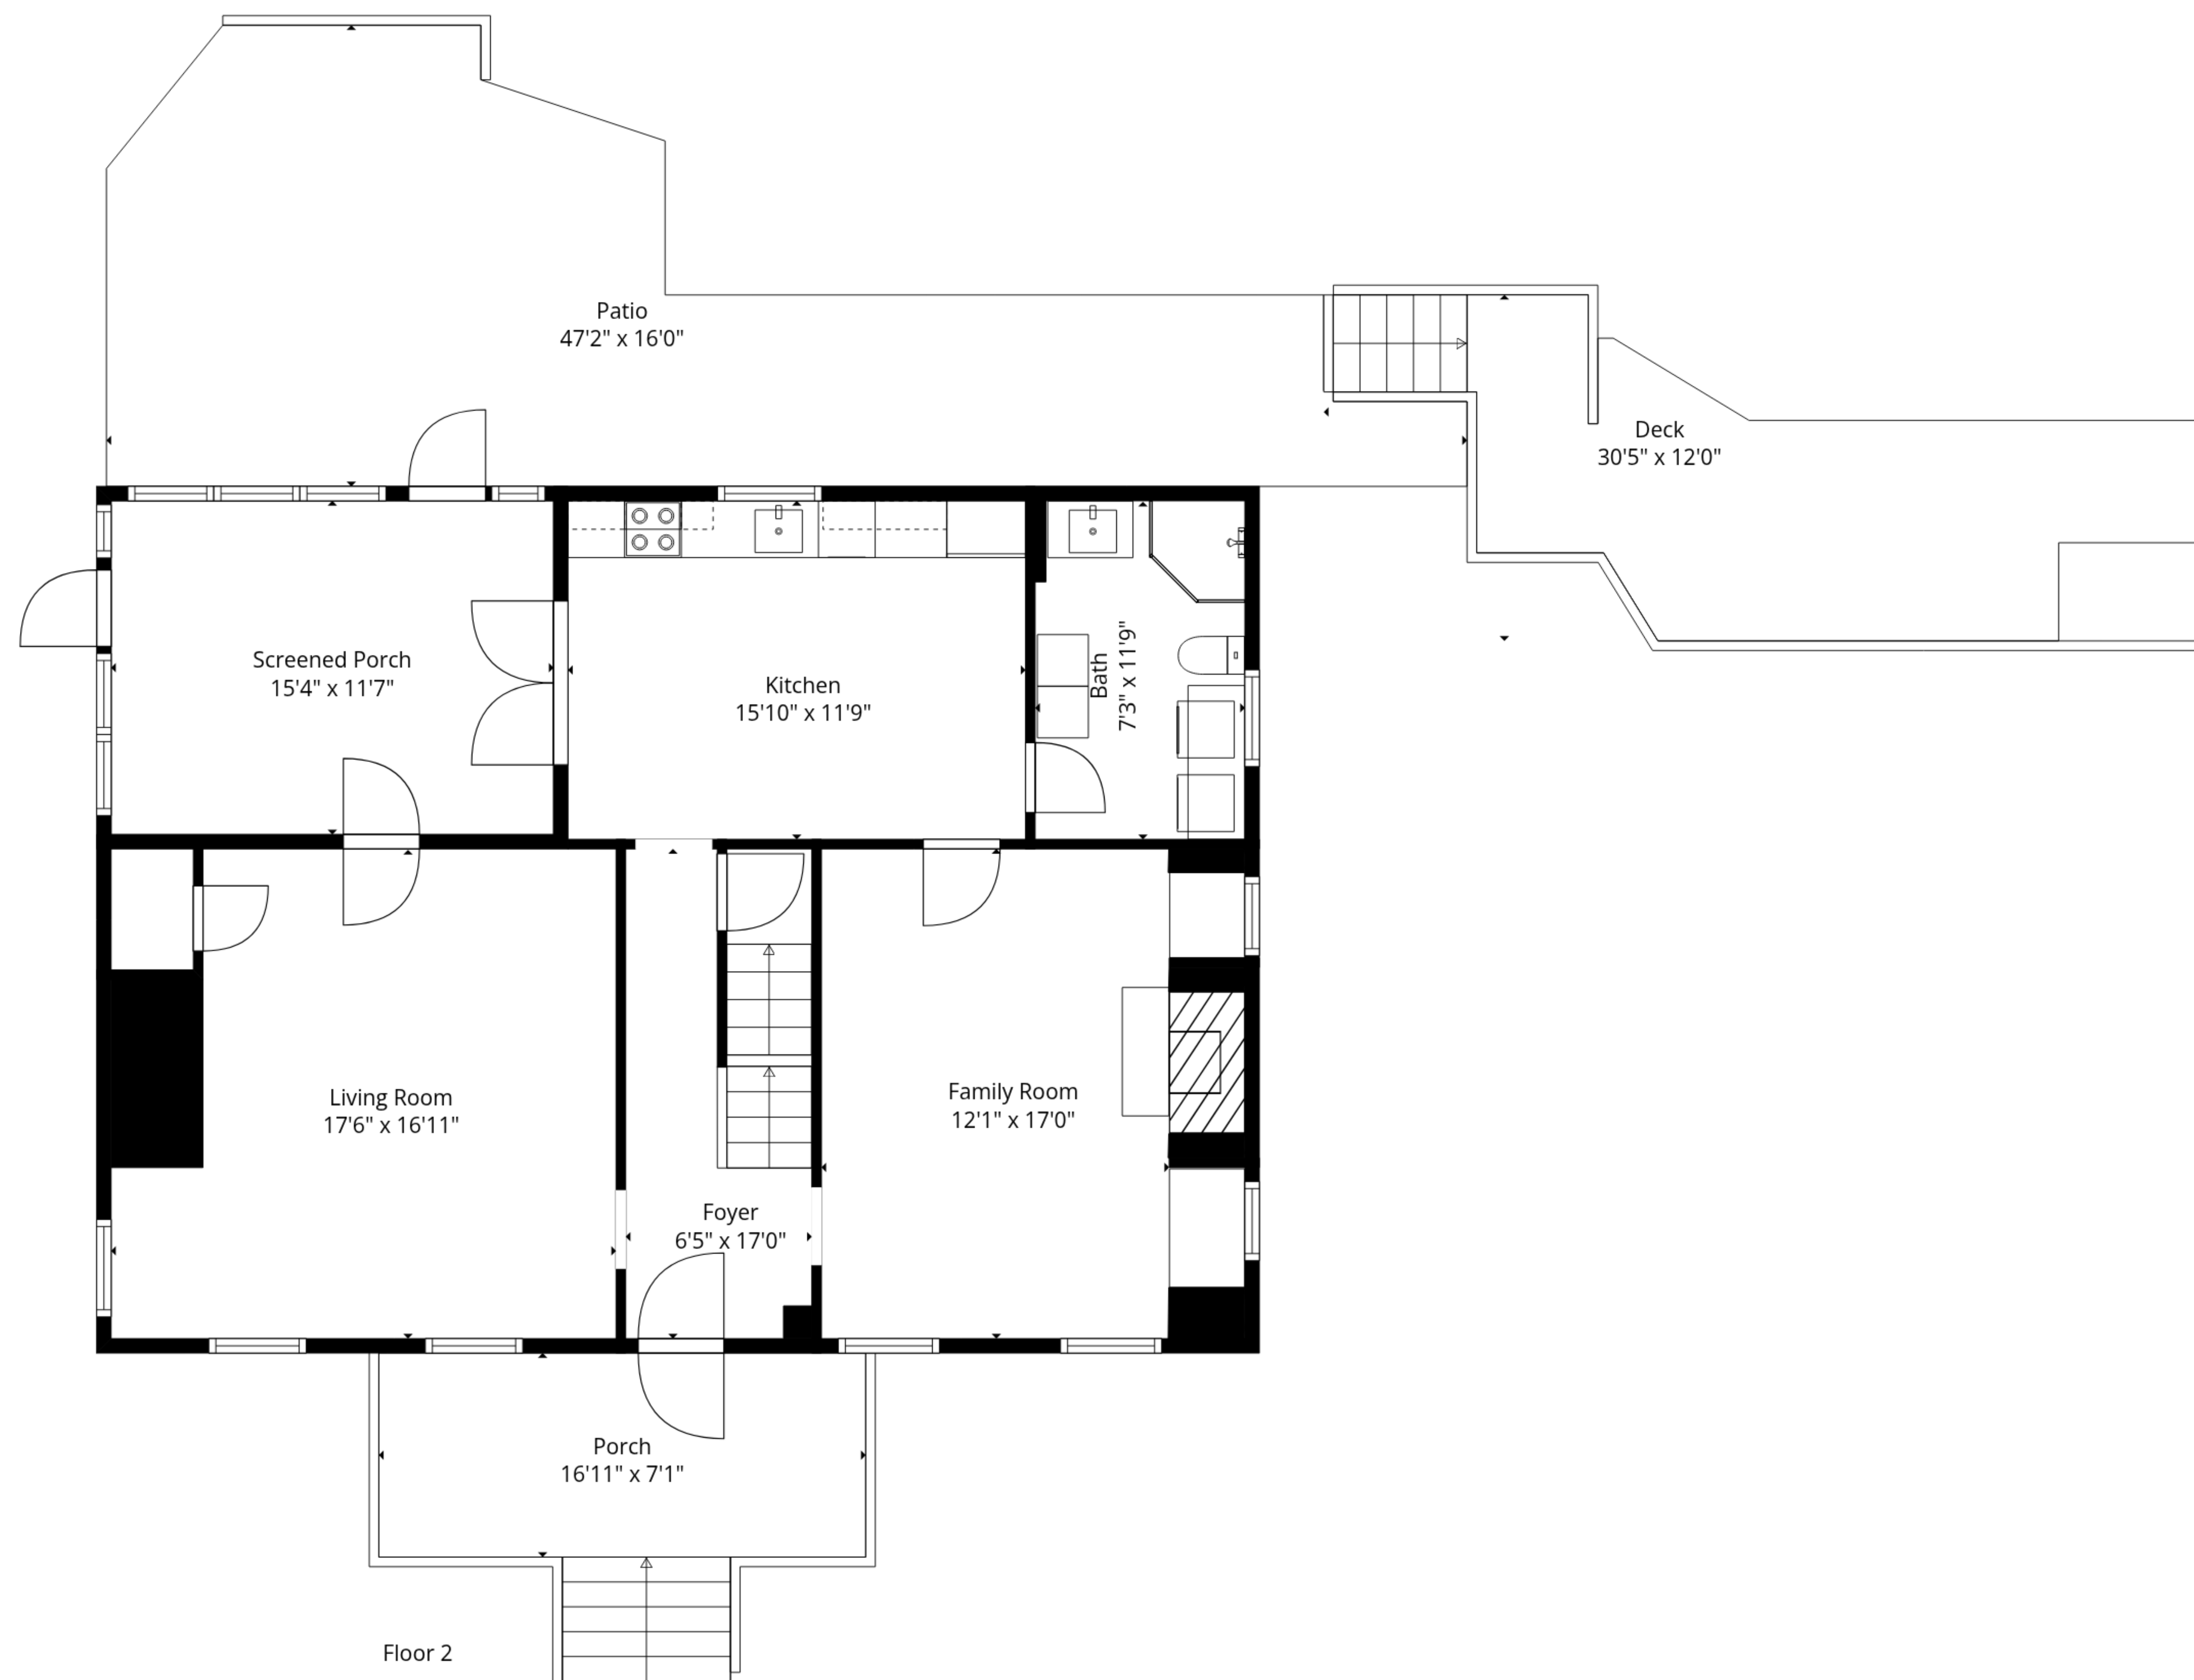 Patio
47'2" x 16'0"
Deck
30'5" x 12'0"
Screened Porch
15'4" x 11'7"
Kitchen
15'10" x 11'9"
Bath
7'3" x 11'9"
Living Room
17'6" x 16'11"
Family Room
12'1" x 17'0"
Foyer
6'5" x 17'0"
Porch
16'11" x 7'1"
Floor 2